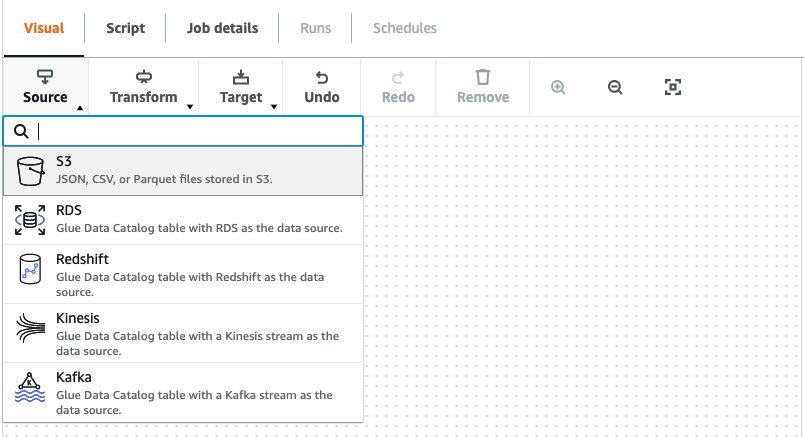 Visual Script Job details Runs Schedules
Source Transform Target Undo Redo Remove
S3
JSON, CSV, or Parquet files stored in S3.
RDS
Glue Data Catalog table with RDS as the data source.
Redshift
Glue Data Catalog table with Redshift as the data
source.
Kinesis
Glue Data Catalog table with a Kinesis stream as the
data source.
Kafka
Glue Data Catalog table with a Kafka stream as the
data source.